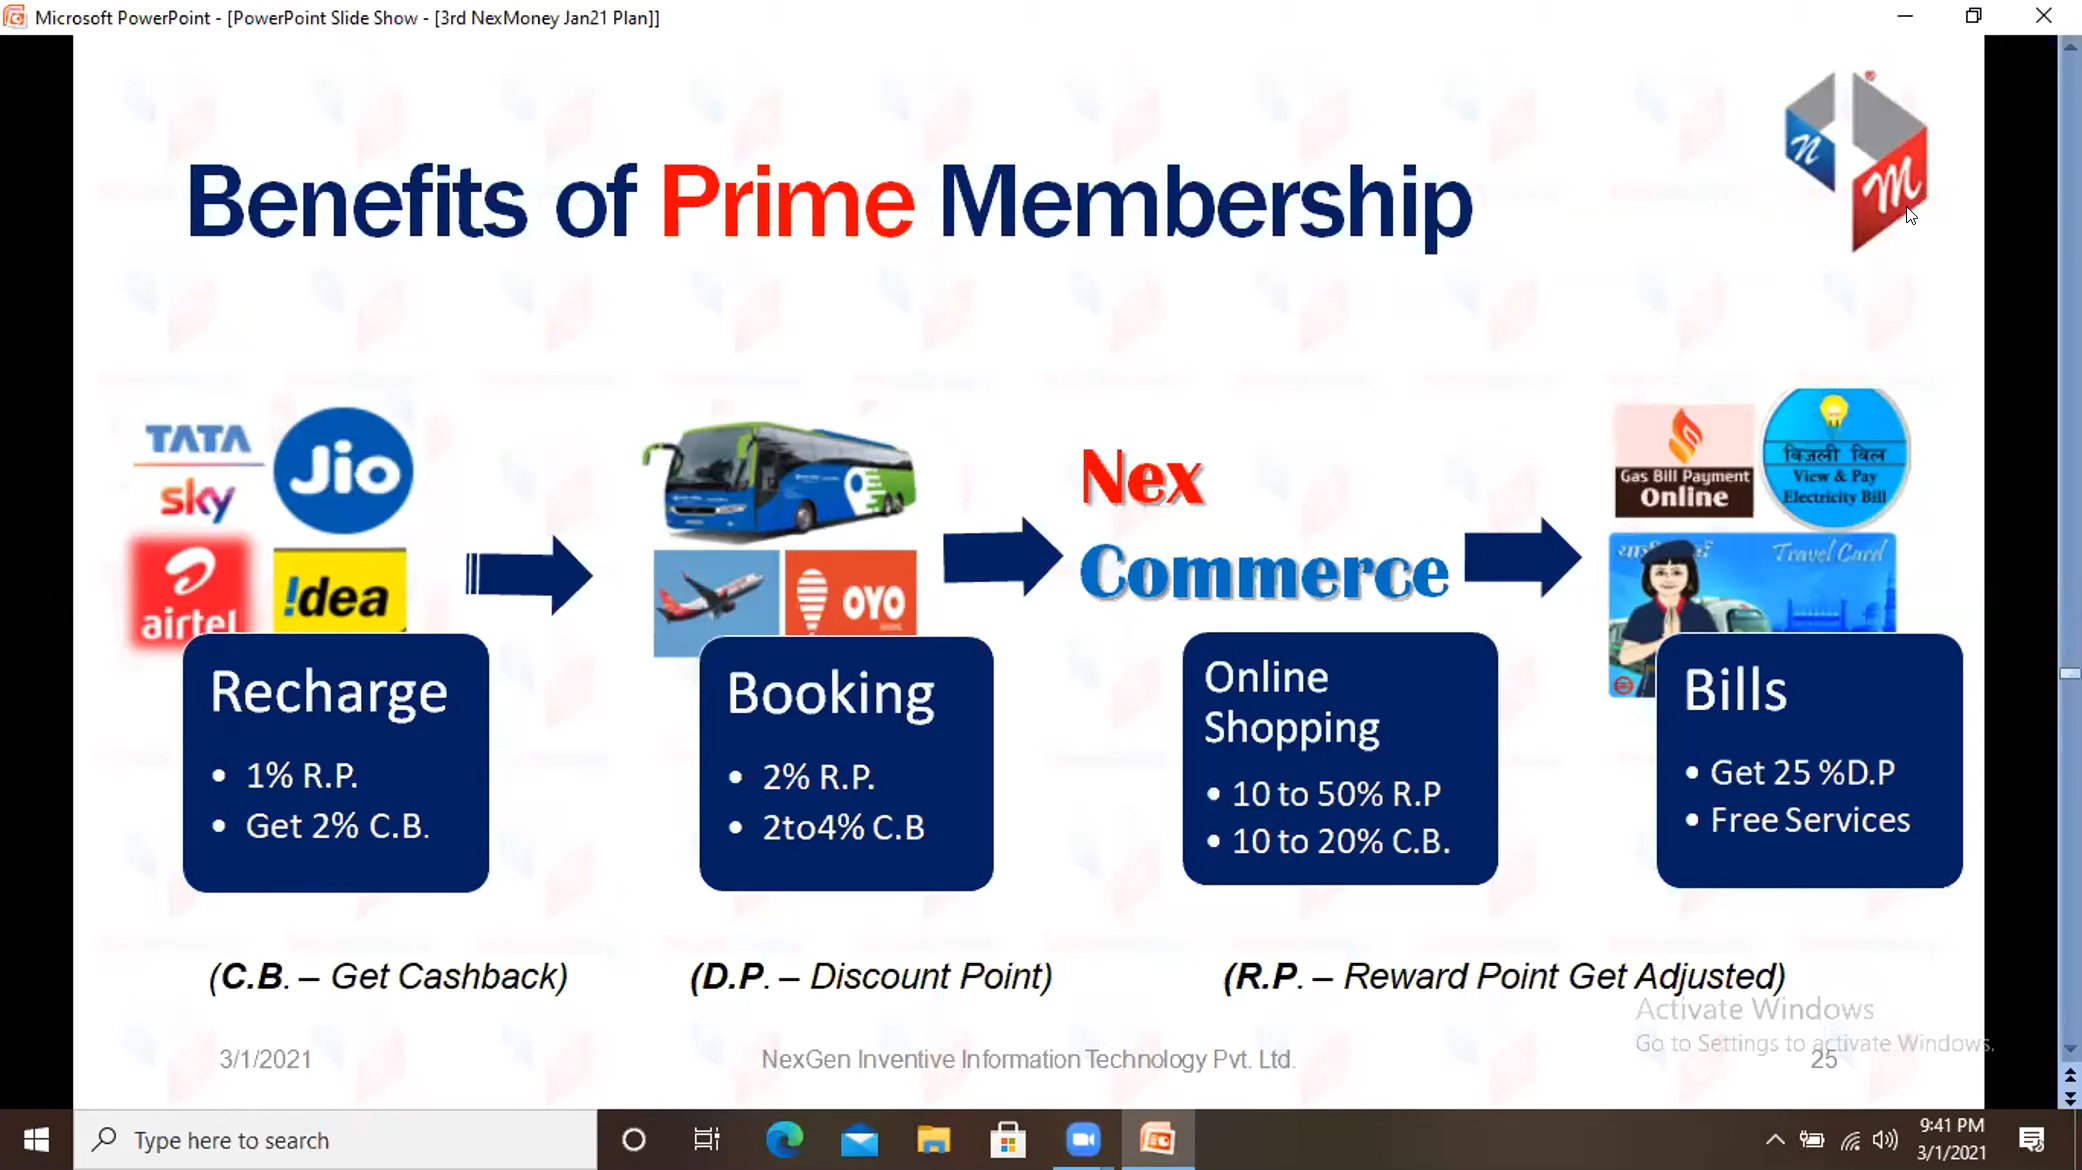 Microsoft PowerPoint - [PowerPoint Slide Show - [3rd NexMoney Jan21 Plan]]
Benefits of Prime Membership
n
m
TATA
sky
Jio
airtel
!dea
OYO
Nex
Commerce
Gas Bill Payment
Online
बिजली बिल
View & Pay
Electricity Bill
Travel Card
Recharge
• 1% R.P.
• Get 2% C.B.
Booking
• 2% R.P.
• 2to4% C.B
Online
Shopping
• 10 to 50% R.P
• 10 to 20% C.B.
Bills
• Get 25 %D.P
• Free Services
(C.B. – Get Cashback)
(D.P. – Discount Point)
(R.P. – Reward Point Get Adjusted)
Activate Windows
Go to Settings to activate Windows.
3/1/2021
NexGen Inventive Information Technology Pvt. Ltd.
25
Type here to search
9:41 PM
3/1/2021